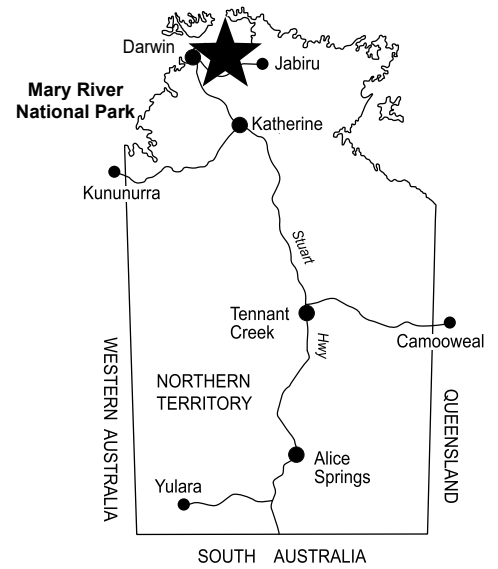 Darwin
Jabiru
Mary River
National Park
Katherine
Kununurra
Stuart
Tennant
Creek
Hwy
Camooweal
WESTERN AUSTRALIA
NORTHERN
TERRITORY
QUEENSLAND
Alice
Springs
Yulara
SOUTH AUSTRALIA